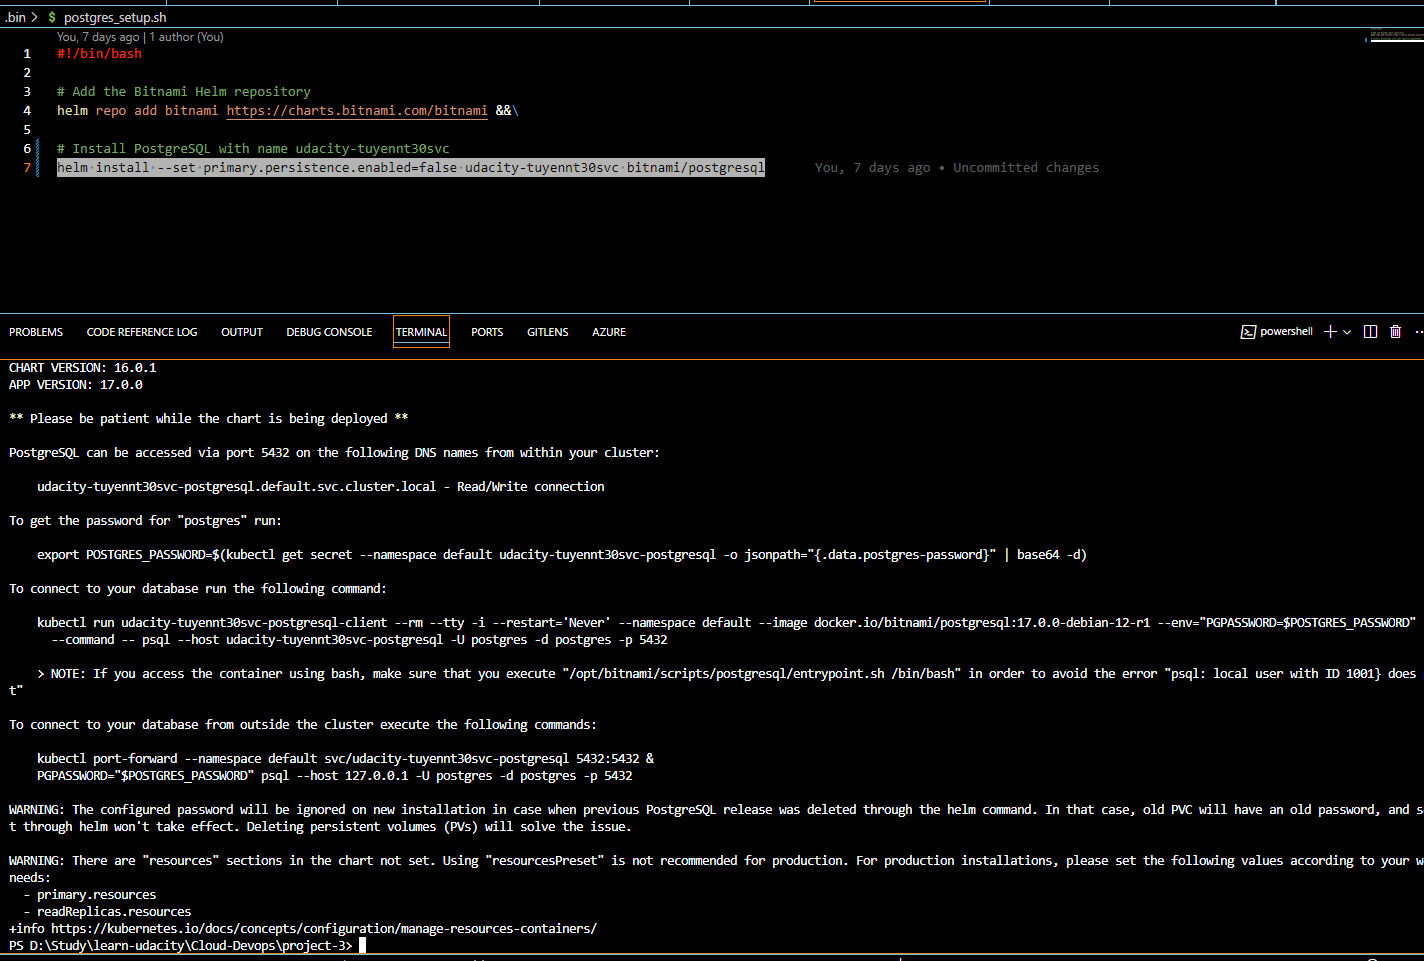 .bin > $ postgres_setup.sh
You, 7 days ago | 1 author (You)
1 #!/bin/bash
2
3 # Add the Bitnami Helm repository
4 helm repo add bitnami https://charts.bitnami.com/bitnami &&\
5
6 # Install PostgreSQL with name udacity-tuyennt30svc
7 helm install --set primary.persistence.enabled=false udacity-tuyennt30svc bitnami/postgresql You, 7 days ago • Uncommitted changes
PROBLEMS CODE REFERENCE LOG OUTPUT DEBUG CONSOLE TERMINAL PORTS GITLENS AZURE powershell
CHART VERSION: 16.0.1
APP VERSION: 17.0.0
** Please be patient while the chart is being deployed **
PostgreSQL can be accessed via port 5432 on the following DNS names from within your cluster:
udacity-tuyennt30svc-postgresql.default.svc.cluster.local - Read/Write connection
To get the password for "postgres" run:
export POSTGRES_PASSWORD=$(kubectl get secret --namespace default udacity-tuyennt30svc-postgresql -o jsonpath="{.data.postgres-password}" | base64 -d)
To connect to your database run the following command:
kubectl run udacity-tuyennt30svc-postgresql-client --rm --tty -i --restart='Never' --namespace default --image docker.io/bitnami/postgresql:17.0.0-debian-12-r1 --env="PGPASSWORD=$POSTGRES_PASSWORD"
--command -- psql --host udacity-tuyennt30svc-postgresql -U postgres -d postgres -p 5432
> NOTE: If you access the container using bash, make sure that you execute "/opt/bitnami/scripts/postgresql/entrypoint.sh /bin/bash" in order to avoid the error "psql: local user with ID 1001} does
t"
To connect to your database from outside the cluster execute the following commands:
kubectl port-forward --namespace default svc/udacity-tuyennt30svc-postgresql 5432:5432 &
PGPASSWORD="$POSTGRES_PASSWORD" psql --host 127.0.0.1 -U postgres -d postgres -p 5432
WARNING: The configured password will be ignored on new installation in case when previous PostgreSQL release was deleted through the helm command. In that case, old PVC will have an old password, and s
t through helm won't take effect. Deleting persistent volumes (PVs) will solve the issue.
WARNING: There are "resources" sections in the chart not set. Using "resourcesPreset" is not recommended for production. For production installations, please set the following values according to your w
needs:
- primary.resources
- readReplicas.resources
+info https://kubernetes.io/docs/concepts/configuration/manage-resources-containers/
PS D:\Study\learn-udacity\Cloud-Devops\project-3>